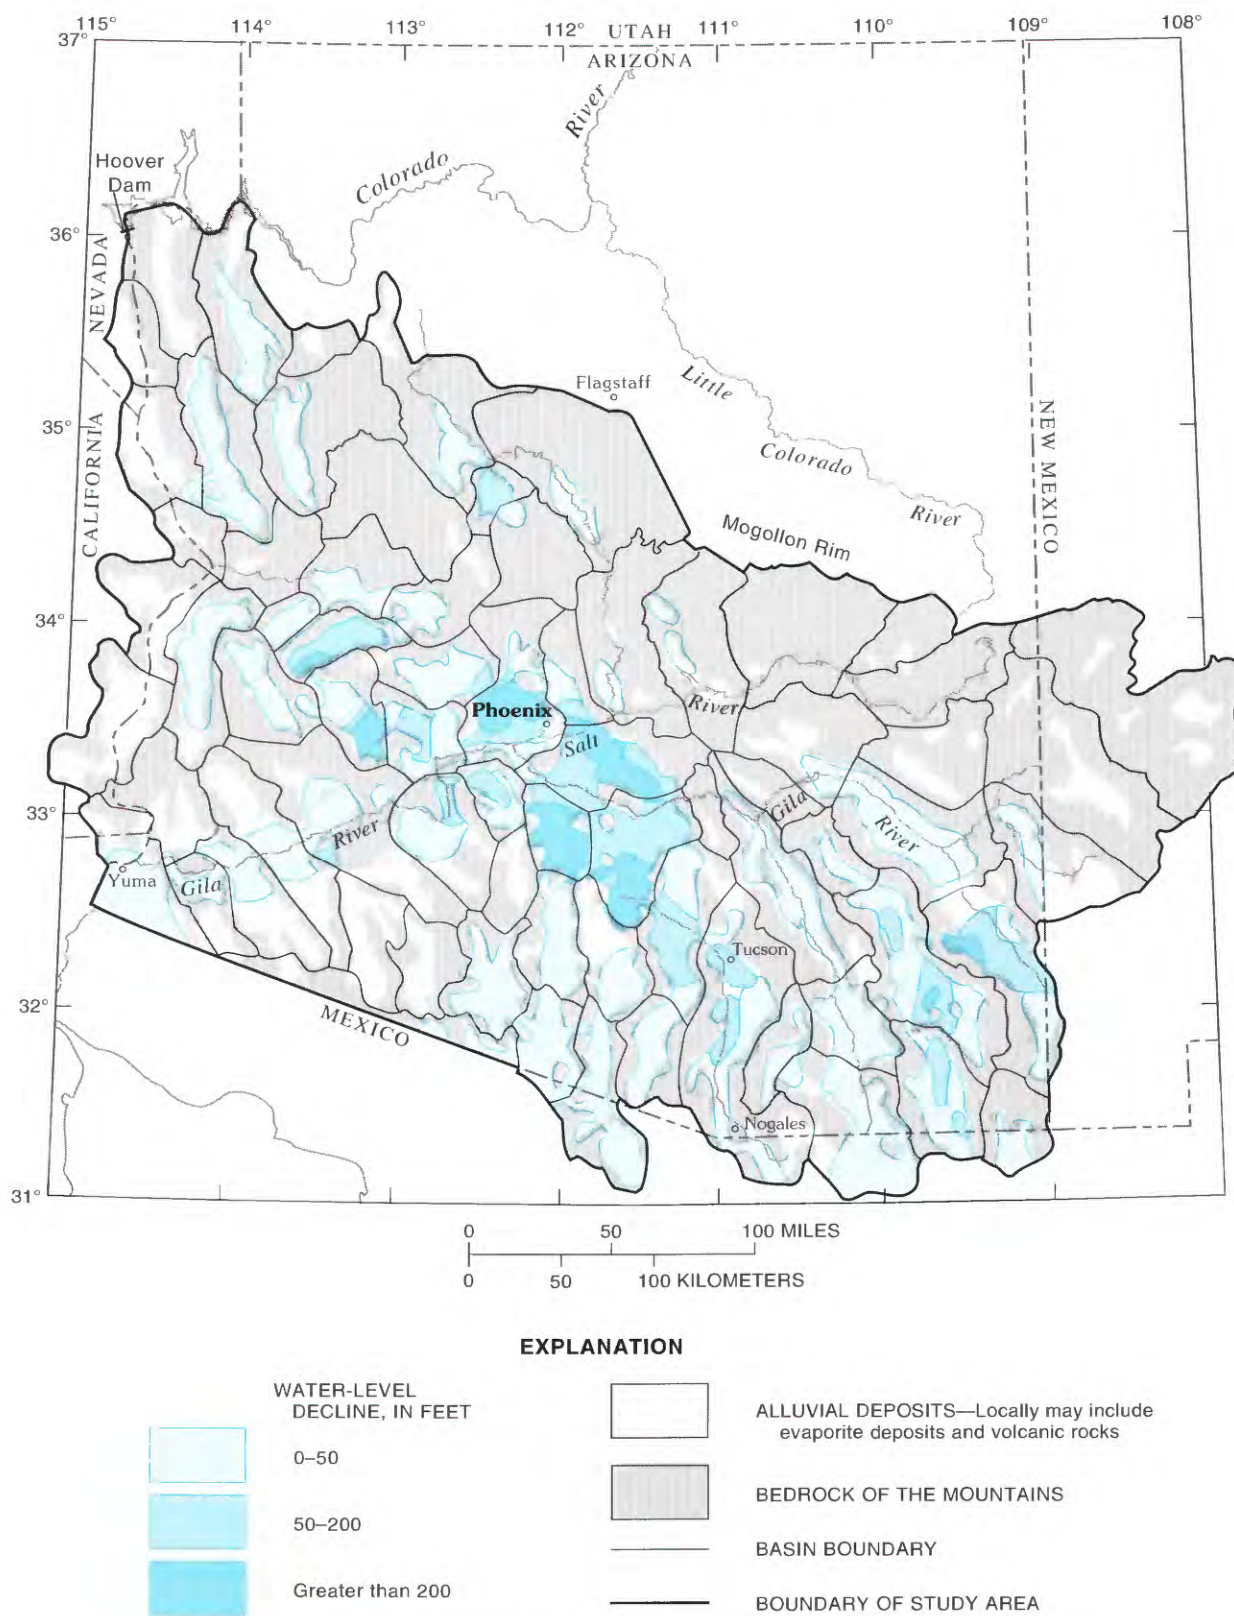 115°
114°
113°
112°
111°
110°
109°
108°
37°
UTAH
ARIZONA
River
Colorado
Hoover
Dam
36°
NEVADA
Flagstaff
Little
Colorado
River
35°
CALIFORNIA
NEW MEXICO
Mogollon Rim
34°
Phoenix
River
Salt
33°
Gila
River
River
Yuma
Gila
Tucson
32°
MEXICO
Nogales
31°
112°
111°
110°
109°
0 50 100 MILES
0 50 100 KILOMETERS
EXPLANATION
WATER-LEVEL
DECLINE, IN FEET
0–50
50–200
Greater than 200
ALLUVIAL DEPOSITS—Locally may include
evaporite deposits and volcanic rocks
BEDROCK OF THE MOUNTAINS
BASIN BOUNDARY
BOUNDARY OF STUDY AREA